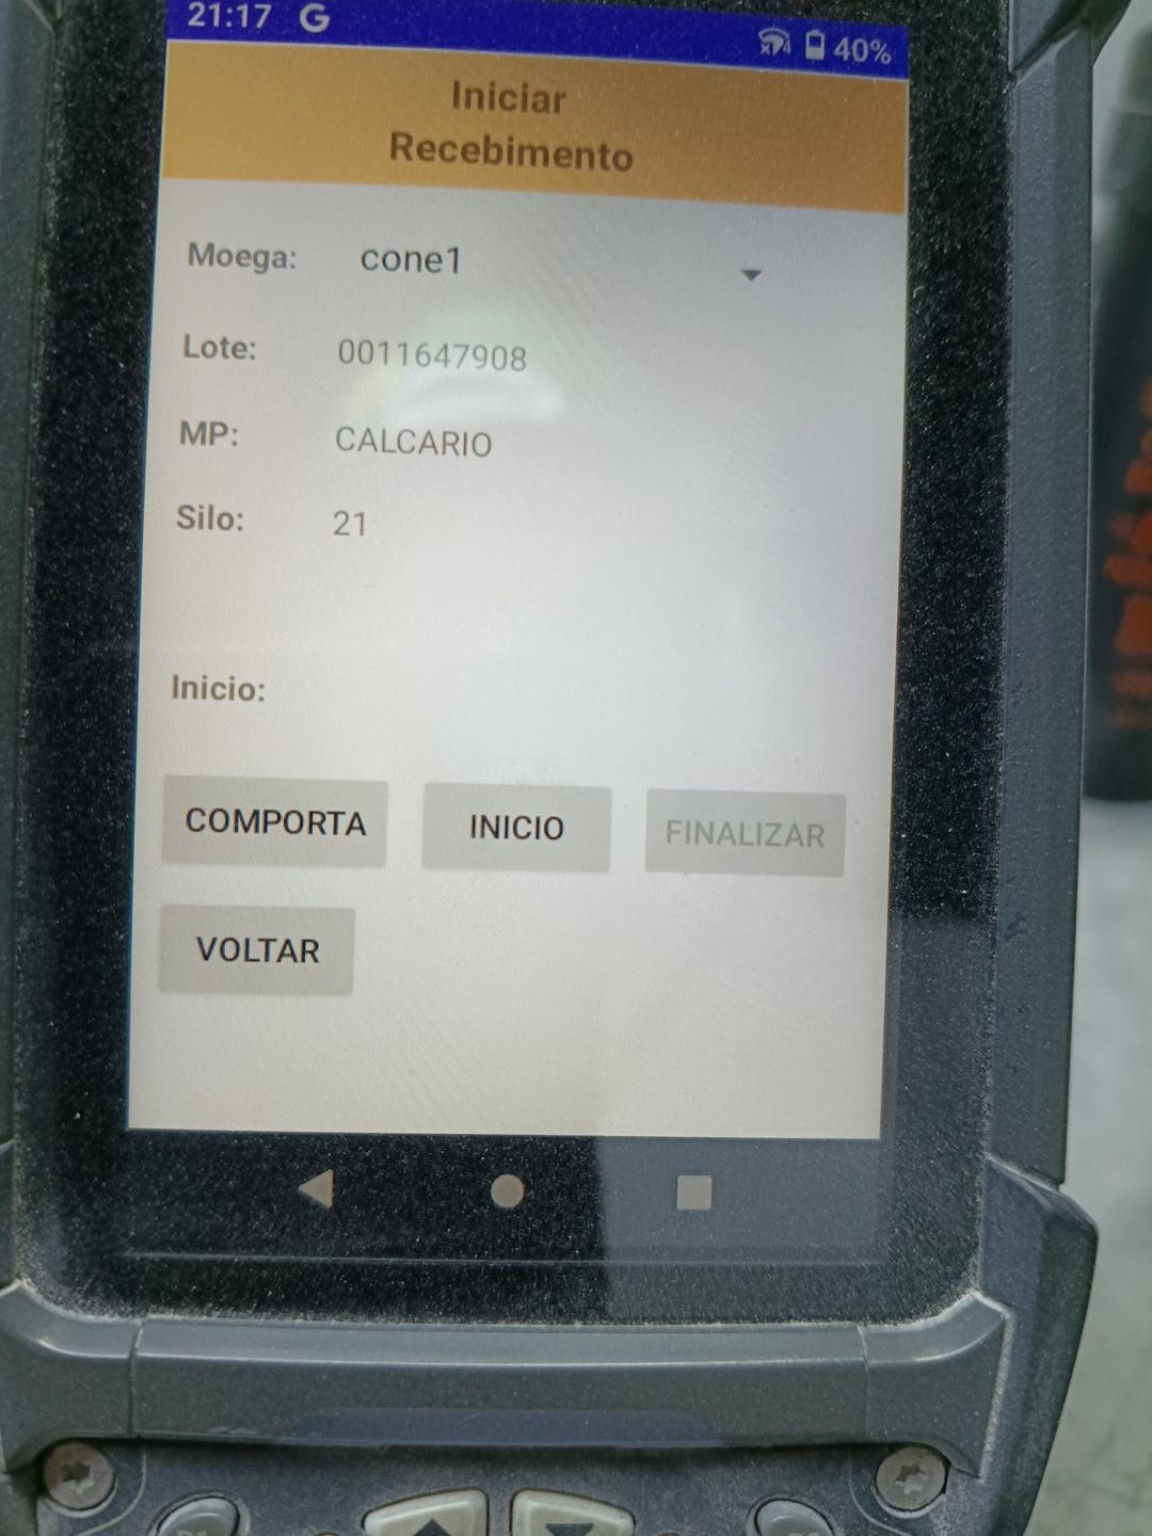 21:17 G 40%
Iniciar
Recebimento
Moega: cone1
Lote: 0011647908
MP: CALCARIO
Silo: 21
Inicio:
COMPORTA INICIO FINALIZAR
VOLTAR